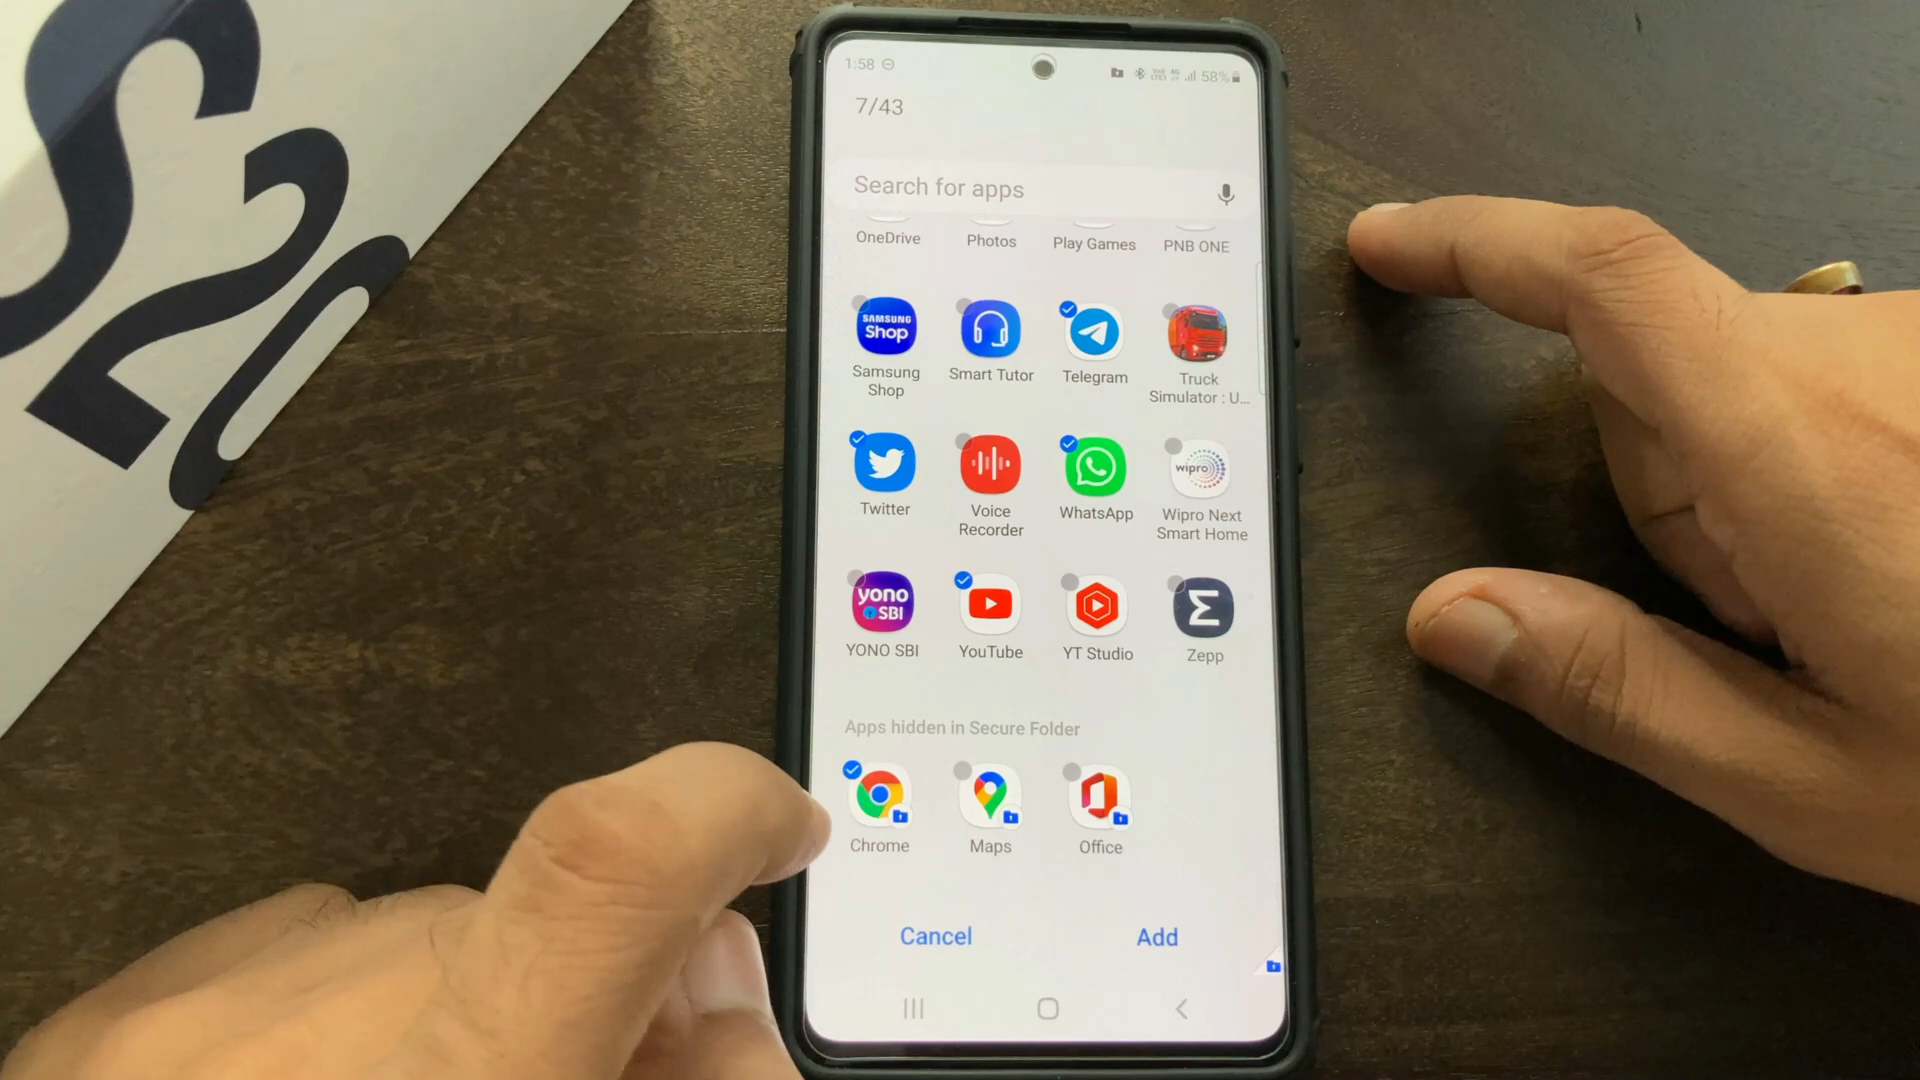 S20
1:58
58%
7/43
Search for apps
OneDrive Photos Play Games PNB ONE
SAMSUNG
Shop
Samsung Shop
Smart Tutor
Telegram
Truck Simulator : U...
Twitter
Voice Recorder
WhatsApp
wipro
Wipro Next Smart Home
yono
SBI
YONO SBI
YouTube
YT Studio
Zepp
Apps hidden in Secure Folder
Chrome Maps Office
Cancel Add